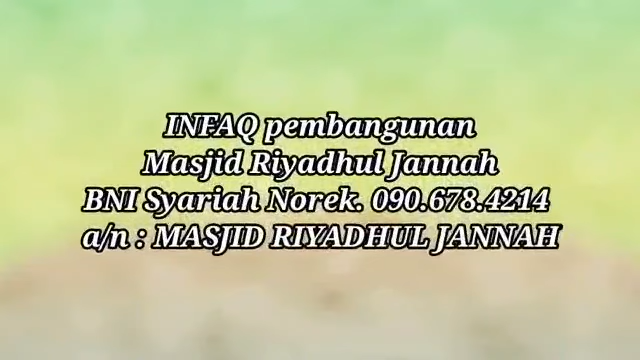 INFAQ pembangunan
Masjid Riyadhul Jannah
BNI Syariah Norek. 090.678.4214
a/n : MASJID RIYADHUL JANNAH